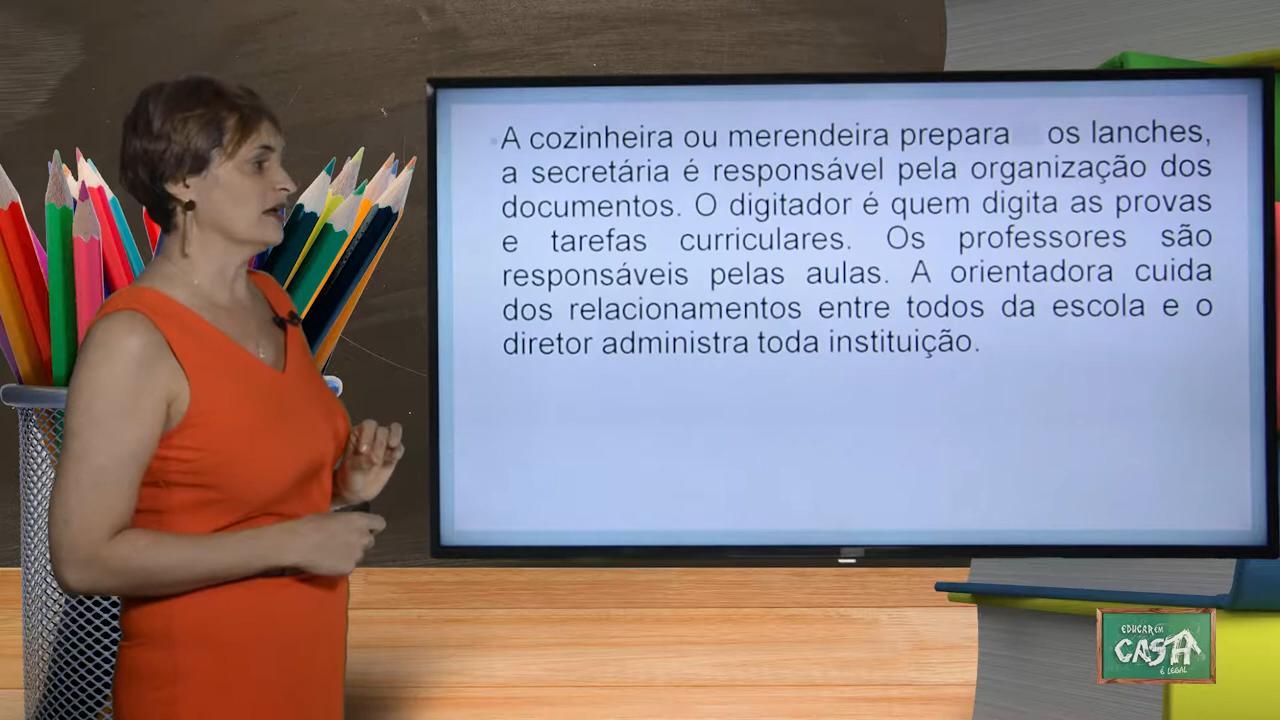 A cozinheira ou merendeira prepara os lanches,
a secretária é responsável pela organização dos
documentos. O digitador é quem digita as provas
e tarefas curriculares. Os professores são
responsáveis pelas aulas. A orientadora cuida
dos relacionamentos entre todos da escola e o
diretor administra toda instituição.
EDUCAR EM
CASA
É LEGAL